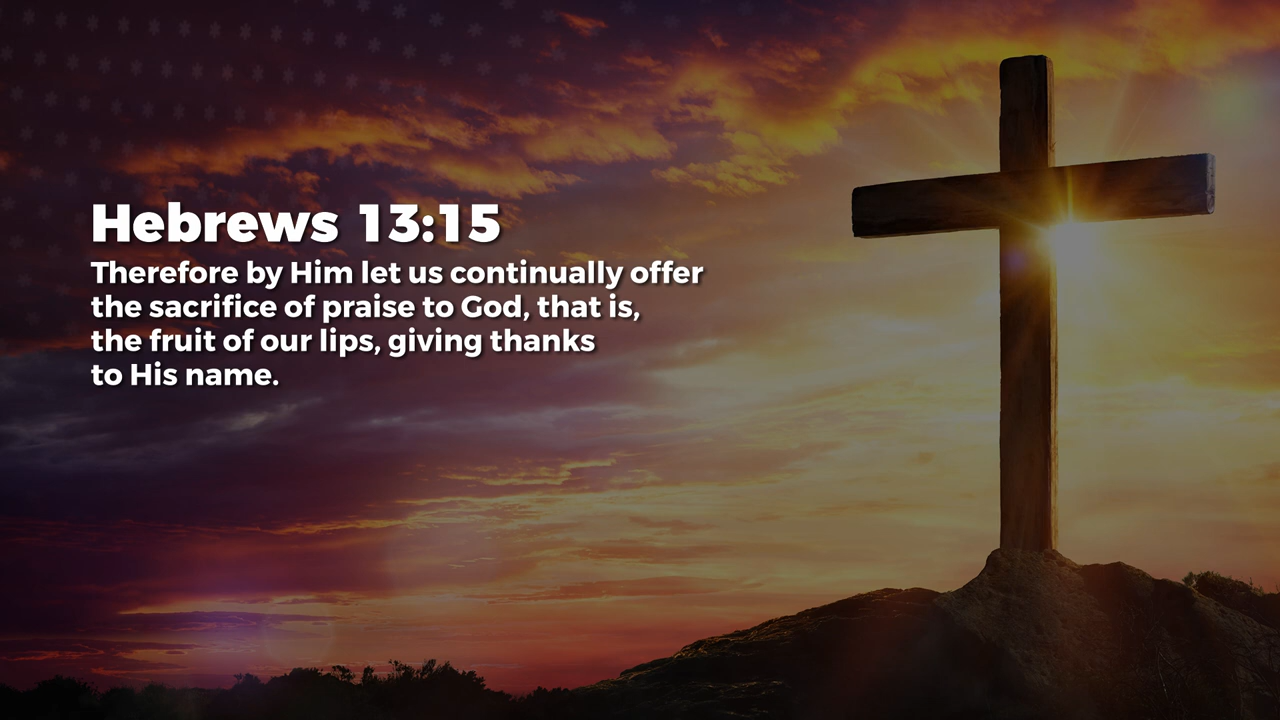 Hebrews 13:15
Therefore by Him let us continually offer
the sacrifice of praise to God, that is,
the fruit of our lips, giving thanks
to His name.